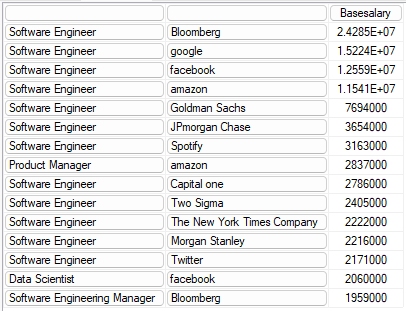 Basesalary
Software Engineer Bloomberg 2.4285E+07
Software Engineer google 1.5224E+07
Software Engineer facebook 1.2559E+07
Software Engineer amazon 1.1541E+07
Software Engineer Goldman Sachs 7694000
Software Engineer JPmorgan Chase 3654000
Software Engineer Spotify 3163000
Product Manager amazon 2837000
Software Engineer Capital one 2786000
Software Engineer Two Sigma 2405000
Software Engineer The New York Times Company 2222000
Software Engineer Morgan Stanley 2216000
Software Engineer Twitter 2171000
Data Scientist facebook 2060000
Software Engineering Manager Bloomberg 1959000